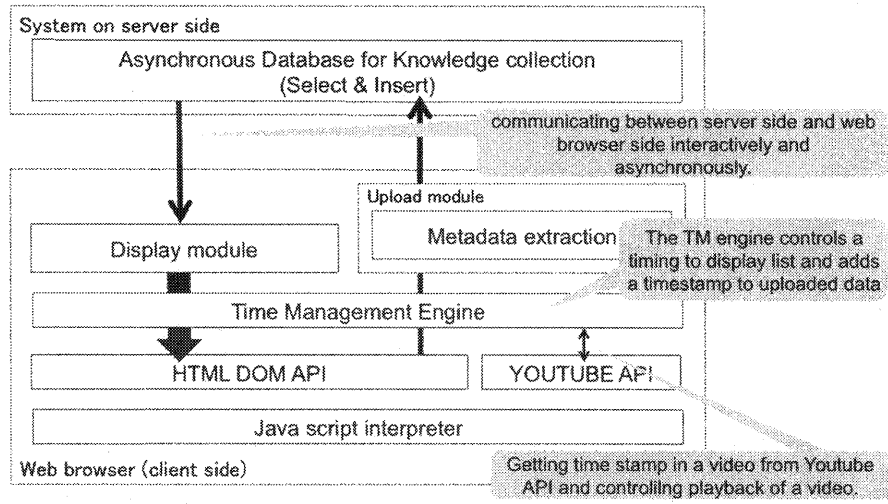 System on server side
Asynchronous Database for Knowledge collection
(Select & Insert)
communicating between server side and web
browser side interactively and
asynchronously.
Upload module
Metadata extraction
Display module
The TM engine controls a
timing to display list and adds
a timestamp to uploaded data
Time Management Engine
HTML DOM API
YOUTUBE API
Java script interpreter
Web browser (client side)
Getting time stamp in a video from Youtube
API and controlilng playback of a video.